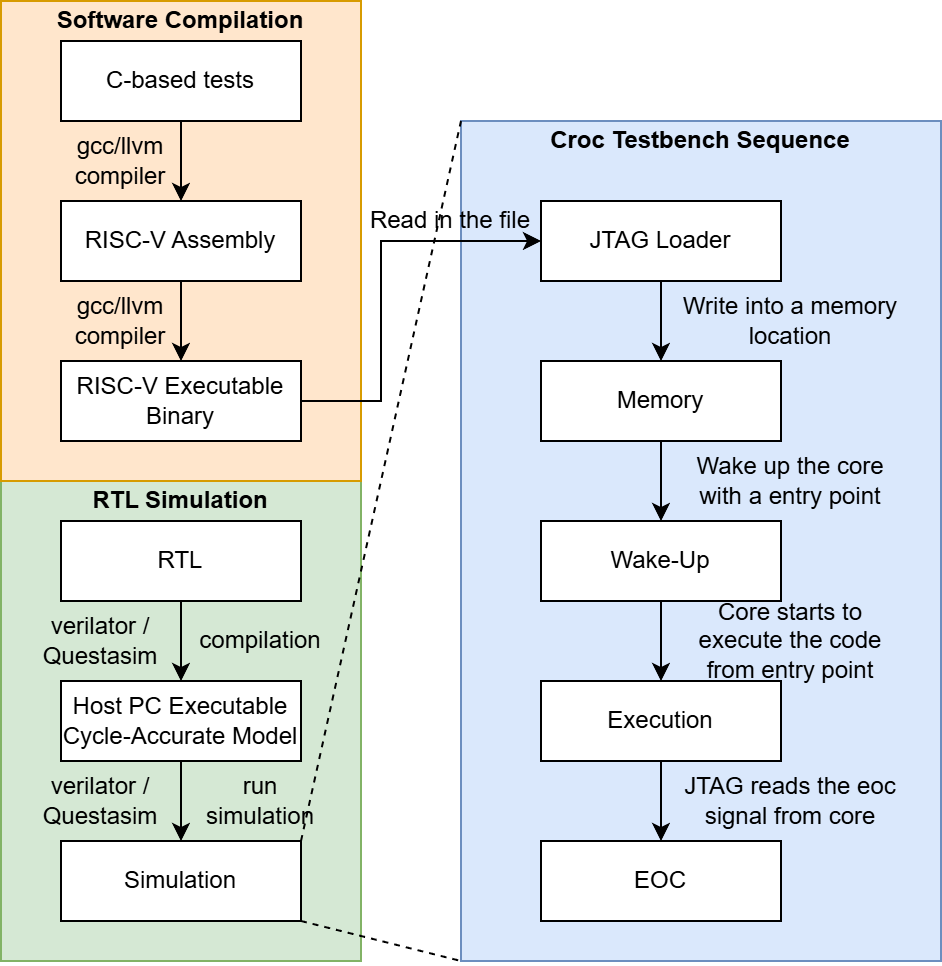 Software Compilation
C-based tests
gcc/llvm
compiler
RISC-V Assembly
gcc/llvm
compiler
RISC-V Executable
Binary
RTL Simulation
RTL
verilator /
Questasim
compilation
Host PC Executable
Cycle-Accurate Model
verilator /
Questasim
run
simulation
Simulation
Read in the file
Croc Testbench Sequence
JTAG Loader
Write into a memory
location
Memory
Wake up the core
with a entry point
Wake-Up
Core starts to
execute the code
from entry point
Execution
JTAG reads the eoc
signal from core
EOC